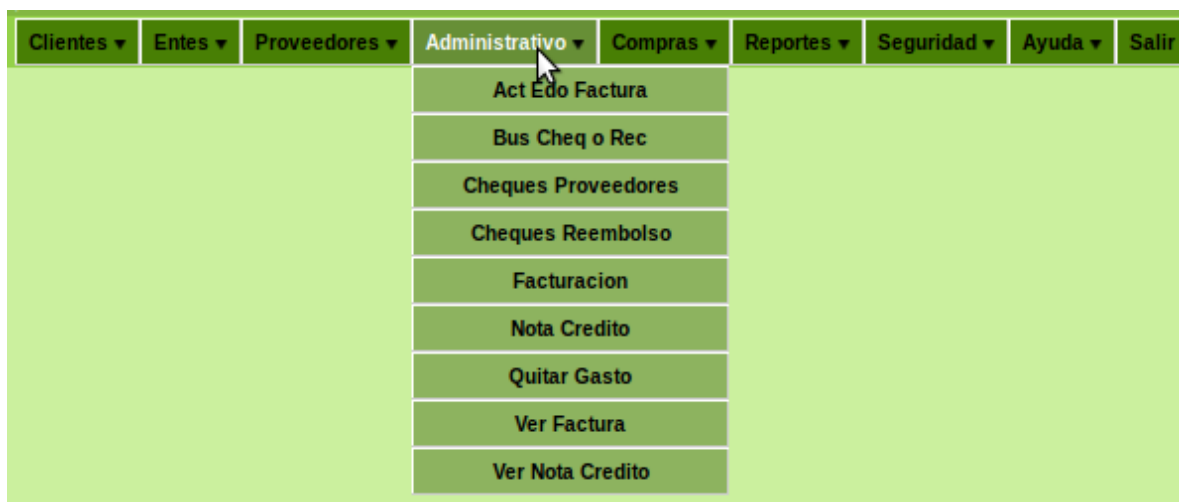 Clientes ▾ Entes ▾ Proveedores ▾ Administrativo ▾ Compras ▾ Reportes ▾ Seguridad ▾ Ayuda ▾ Salir
Act Edo Factura
Bus Cheq o Rec
Cheques Proveedores
Cheques Reembolso
Facturacion
Nota Credito
Quitar Gasto
Ver Factura
Ver Nota Credito